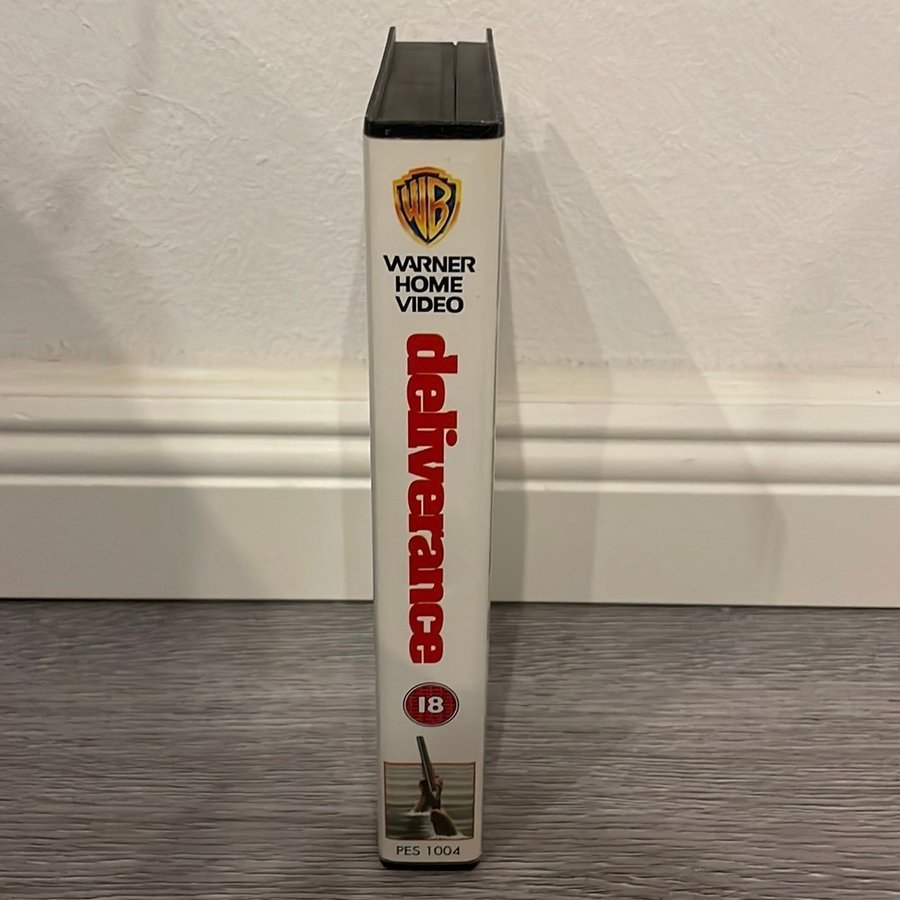 WB
WARNER
HOME
VIDEO
deliverance
18
PES 1004